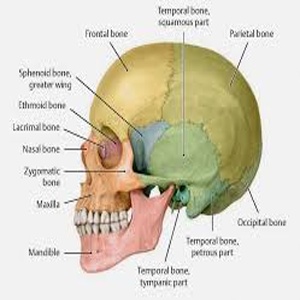 Temporal bone,
squamous part
Frontal bone
Parietal bone
Sphenoid bone,
greater wing
Ethmoid bone
Lacrimal bone
Nasal bone
Zygomatic
bone
Maxilla
Mandible
Occipital bone
Temporal bone,
petrous part
Temporal bone,
tympanic part